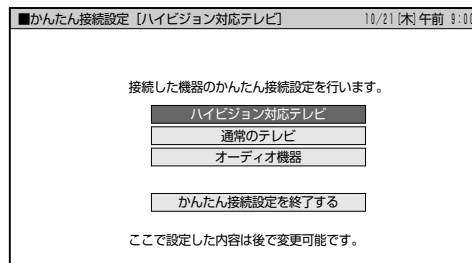 ■かんたん接続設定［ハイビジョン対応テレビ］ 10/21［木］午前 9:00
接続した機器のかんたん接続設定を行います。
ハイビジョン対応テレビ
通常のテレビ
オーディオ機器
かんたん接続設定を終了する
ここで設定した内容は後で変更可能です。